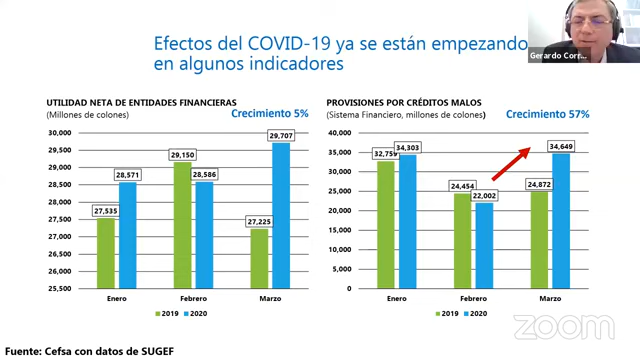 Efectos del COVID-19 ya se están empezando
en algunos indicadores
Gerardo Corr...
UTILIDAD NETA DE ENTIDADES FINANCIERAS
(Millones de colones)
Crecimiento 5%
30,000
29,500
29,000
28,500
28,000
27,500
27,000
26,500
26,000
25,500
27,535
28,571
29,150
28,586
27,225
29,707
Enero
Febrero
Marzo
2019
2020
PROVISIONES POR CRÉDITOS MALOS
(Sistema Financiero, millones de colones)
Crecimiento 57%
40,000
35,000
30,000
25,000
20,000
15,000
10,000
5,000
0
32,759
34,303
24,454
22,002
24,872
34,649
Enero
Febrero
Marzo
2019
2020
zoom
Fuente: Cefsa con datos de SUGEF